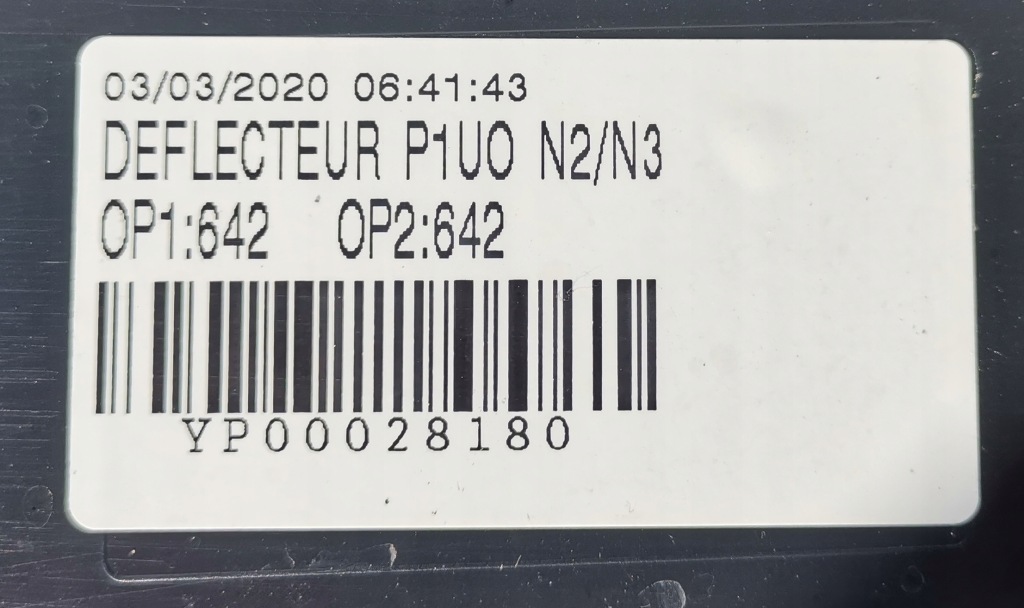 03/03/2020 06:41:43
DEFLECTEUR P1UO N2/N3
OP1:642 OP2:642
YP00028180